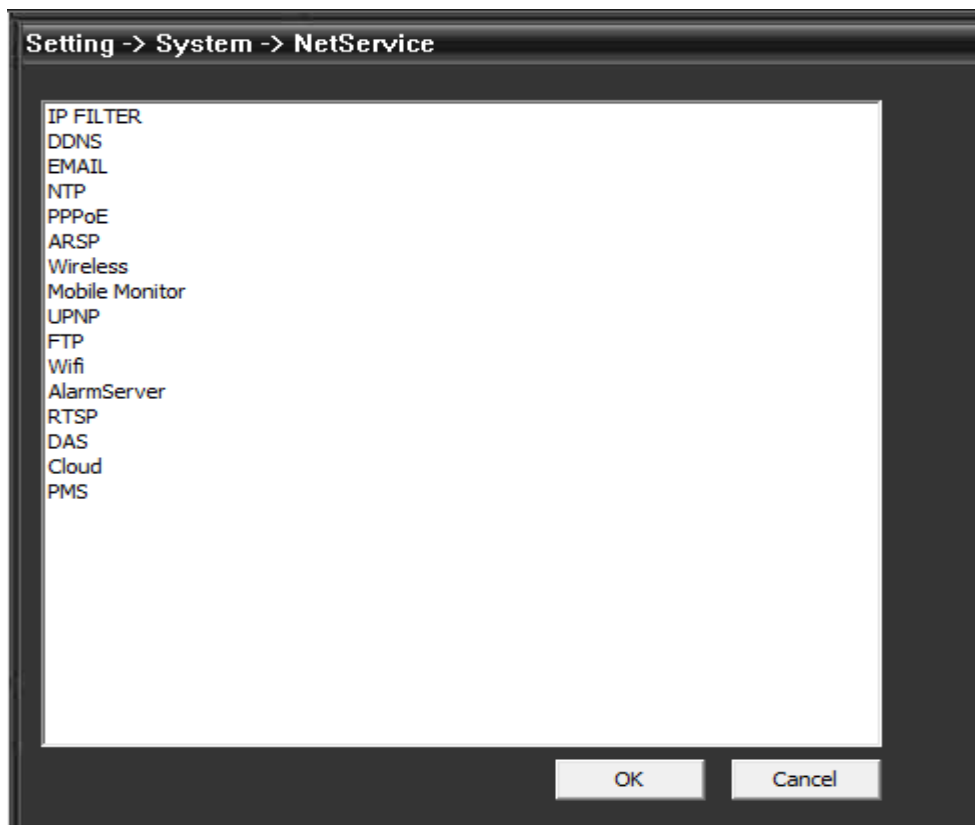 Setting -> System -> NetService
IP FILTER
DDNS
EMAIL
NTP
PPPoE
ARSP
Wireless
Mobile Monitor
UPNP
FTP
Wifi
AlarmServer
RTSP
DAS
Cloud
PMS
OK
Cancel